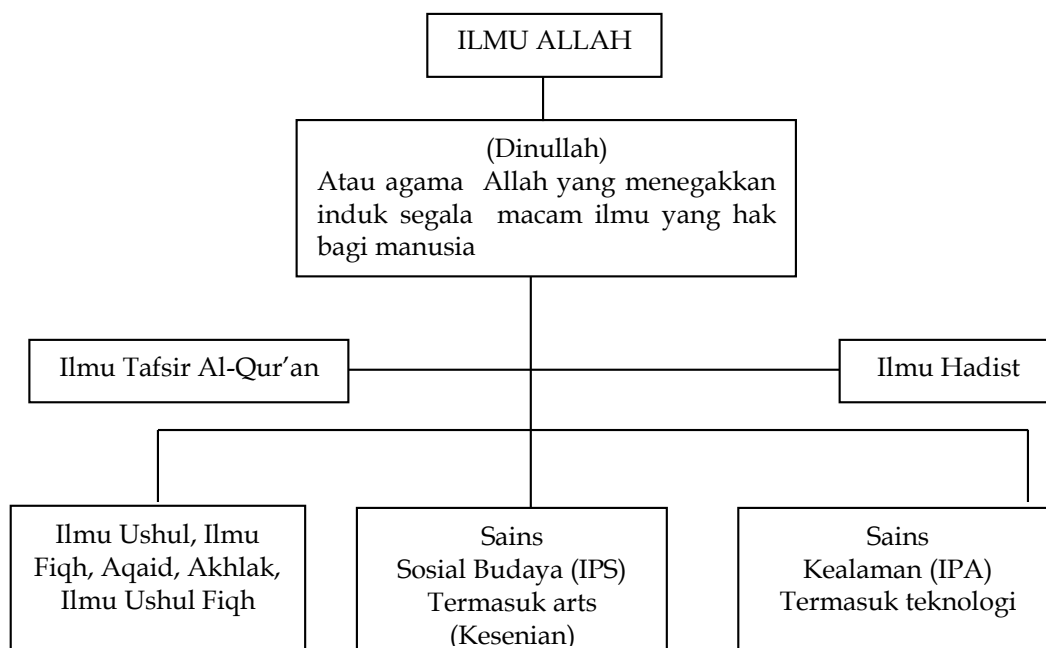 ILMU ALLAH
(Dinullah)
Atau agama Allah yang menegakkan
induk segala macam ilmu yang hak
bagi manusia
Ilmu Tafsir Al-Qur’an
Ilmu Hadist
Ilmu Ushul, Ilmu
Fiqh, Aqaid, Akhlak,
Ilmu Ushul Fiqh
Sains
Sosial Budaya (IPS)
Termasuk arts
(Kesenian)
Sains
Kealaman (IPA)
Termasuk teknologi